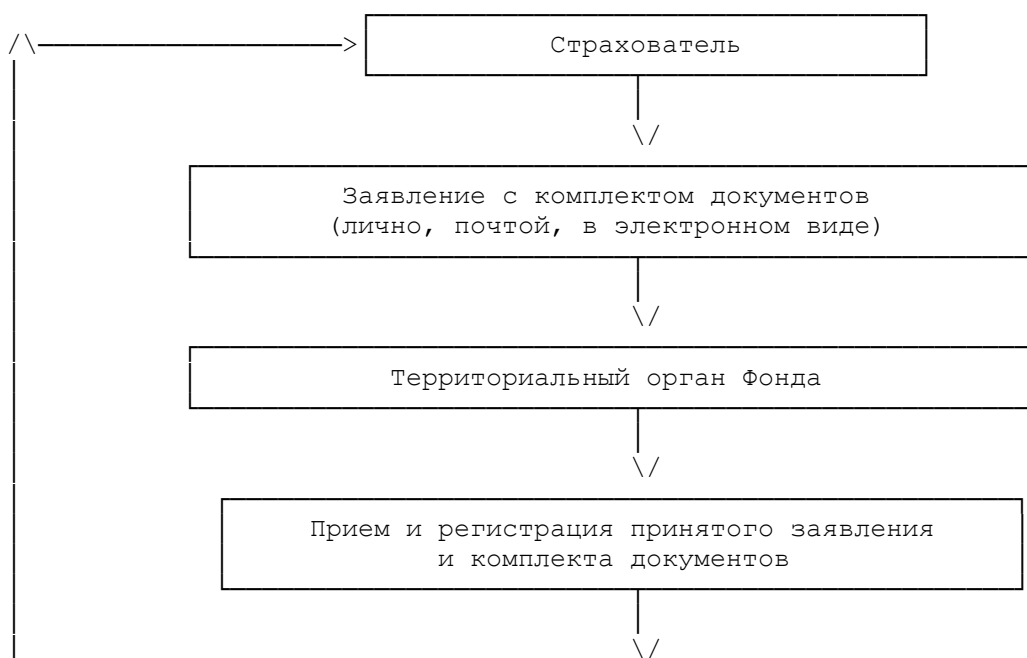 Страхователь
Заявление с комплектом документов
(лично, почтой, в электронном виде)
Территориальный орган Фонда
Прием и регистрация принятого заявления
и комплекта документов